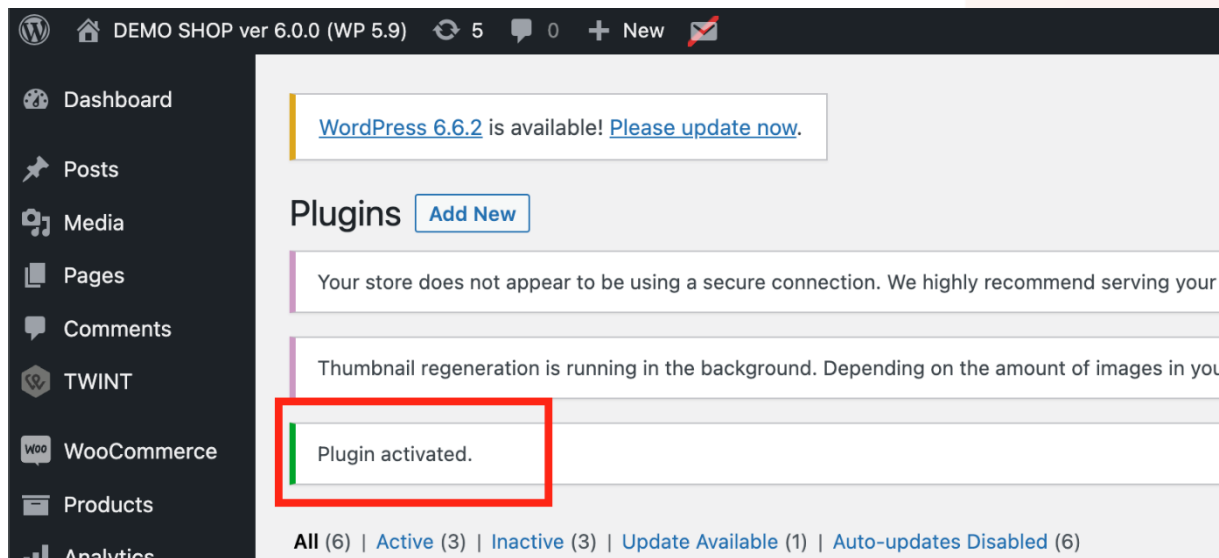 DEMO SHOP ver 6.0.0 (WP 5.9) 5 0 + New
Dashboard
Posts
Media
Pages
Comments
TWINT
WOO WooCommerce
Products
Analytics
WordPress 6.6.2 is available! Please update now.
Plugins Add New
Your store does not appear to be using a secure connection. We highly recommend serving your
Thumbnail regeneration is running in the background. Depending on the amount of images in you
Plugin activated.
All (6) | Active (3) | Inactive (3) | Update Available (1) | Auto-updates Disabled (6)